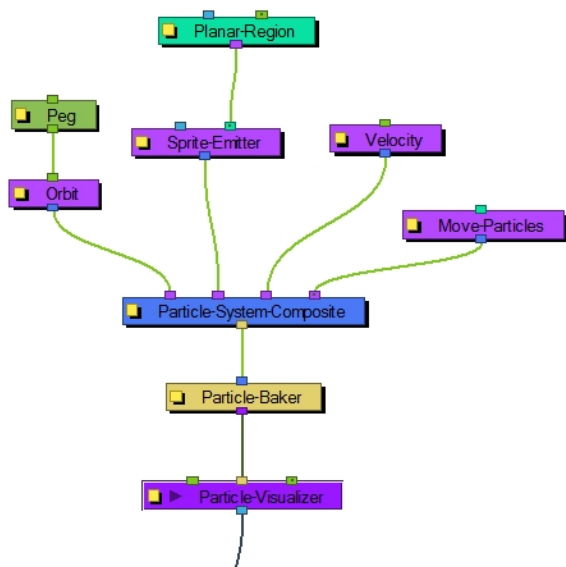 Planar-Region
Peg
Sprite-Emitter
Velocity
Orbit
Move-Particles
Particle-System-Composite
Particle-Baker
Particle-Visualizer